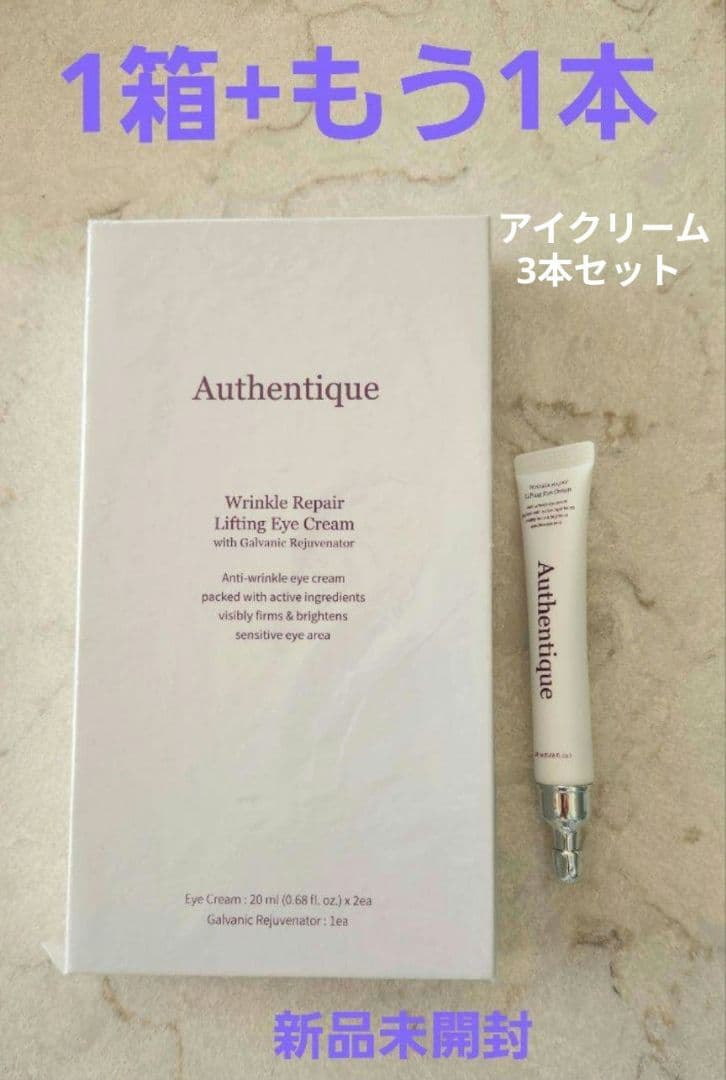 1箱+もう1本
アイクリーム
3本セット
Authentique
Wrinkle Repair
Lifting Eye Cream
with Galvanic Rejuvenator
Anti-wrinkle eye cream
packed with active ingredients
visibly firms & brightens
sensitive eye area
Eye Cream : 20 ml (0.68 fl. oz.) x 2ea
Galvanic Rejuvenator : 1ea
Lifting Eye Cream
Authentique
新品未開封